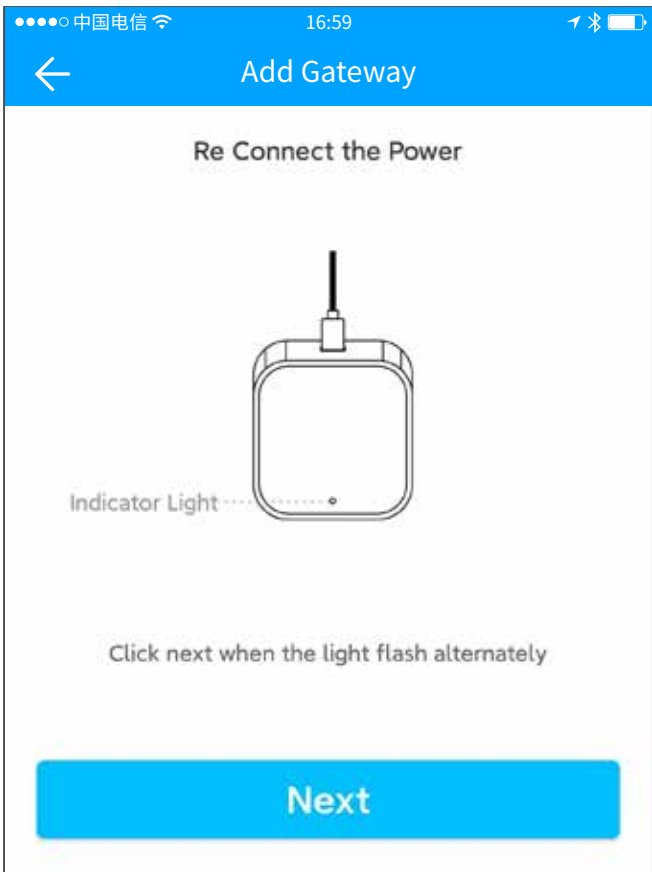 中国电信 16:59
Add Gateway
Re Connect the Power
Indicator Light
Click next when the light flash alternately
Next